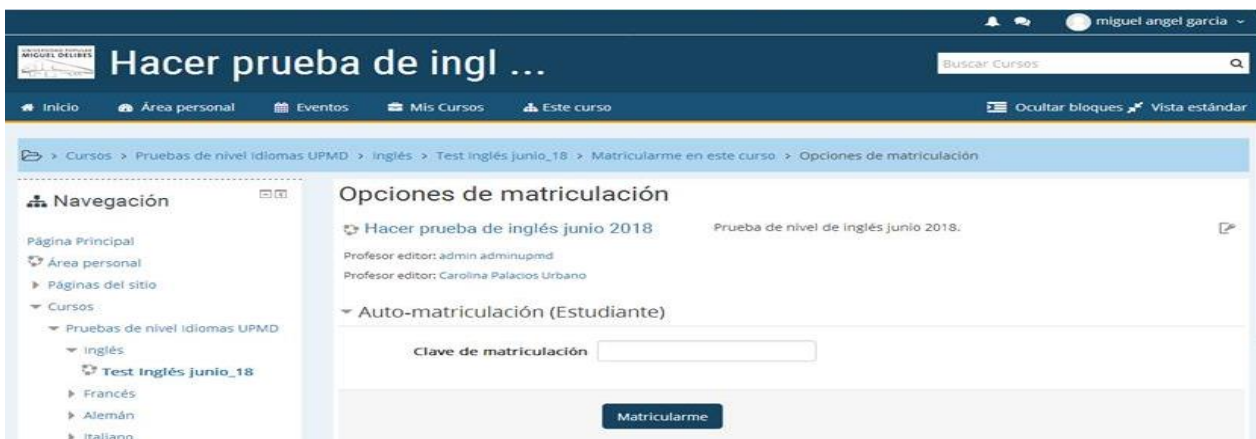 miguel angel garcia
UNIVERSIDAD POPULAR
MIGUEL DELIBES
Hacer prueba de ingl ...
Buscar Cursos
Inicio
Área personal
Eventos
Mis Cursos
Este curso
Ocultar bloques
Vista estándar
> Cursos > Pruebas de nivel Idiomas UPMD > Inglés > Test Inglés junio_18 > Matricularme en este curso > Opciones de matriculación
Navegación
Página Principal
Área personal
Páginas del sitio
Cursos
Pruebas de nivel Idiomas UPMD
Inglés
Test Inglés junio_18
Francés
Alemán
Italiano
Opciones de matriculación
Hacer prueba de inglés junio 2018
Prueba de nivel de inglés junio 2018.
Profesor editor: admin adminupmd
Profesor editor: Carolina Palacios Urbano
Auto-matriculación (Estudiante)
Clave de matriculación
Matricularme